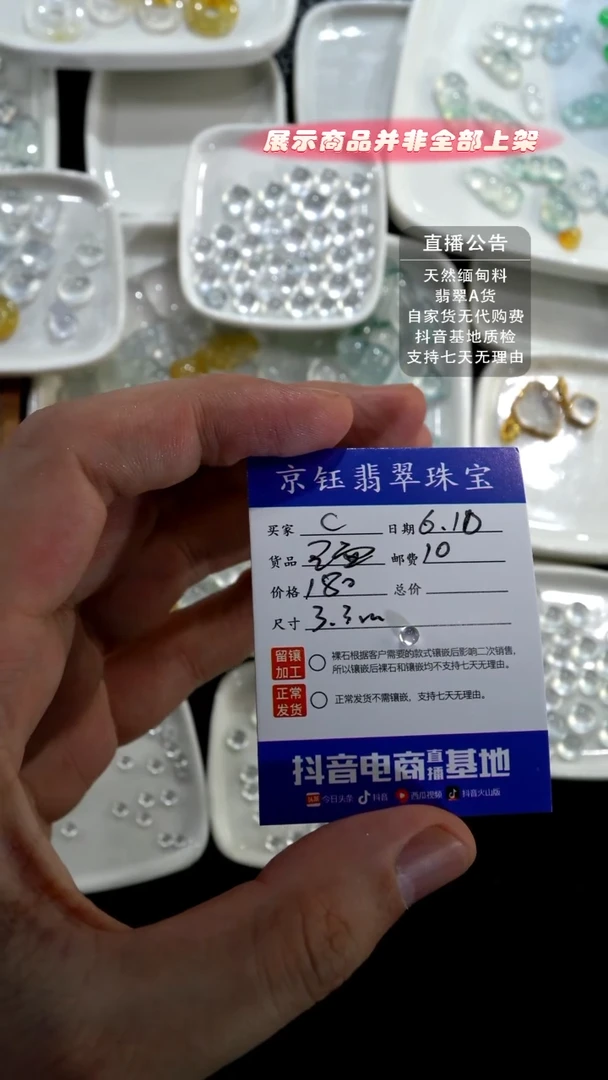 展示商品并非全部上架
直播公告
天然缅甸料
翡翠A货
自家货无代购费
抖音基地质检
支持七天无理由
京钰翡翠珠宝
买家 C 日期 6.10
货品 邮费 10
价格 180 总价
尺寸 3.3m
留镶加工 裸石根据客户需要的款式镶嵌后影响二次销售,
所以镶嵌后裸石和镶嵌均不支持七天无理由。
正常发货 正常发货不需镶嵌，支持七天无理由。
抖音电商直播基地
头条 今日头条 抖音 西瓜视频 抖音火山版